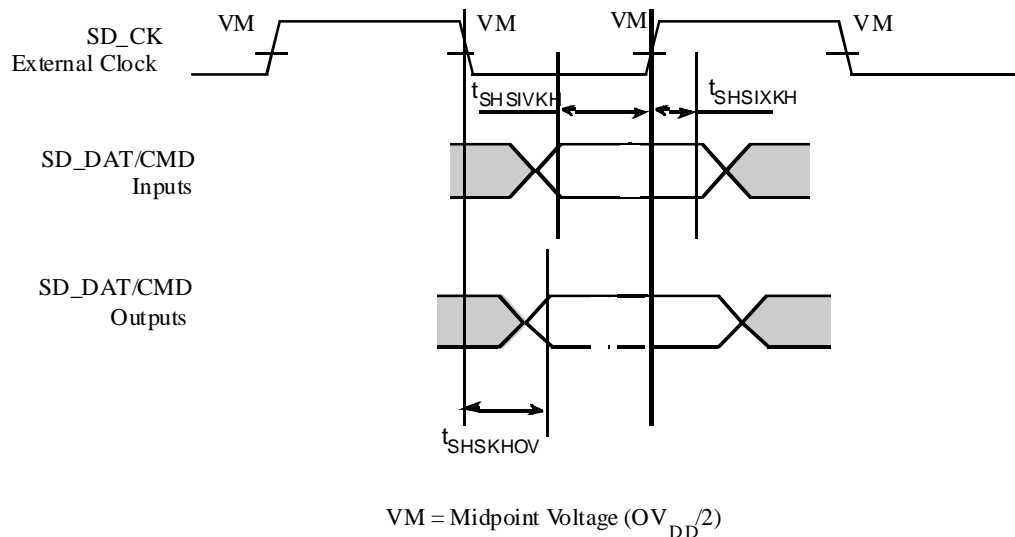 VM VM VM VM
SD_CK
External Clock
tSHSIVKH tSHSIXKH
SD_DAT/CMD
Inputs
SD_DAT/CMD
Outputs
tSHSKHOV
VM = Midpoint Voltage (OVDD/2)